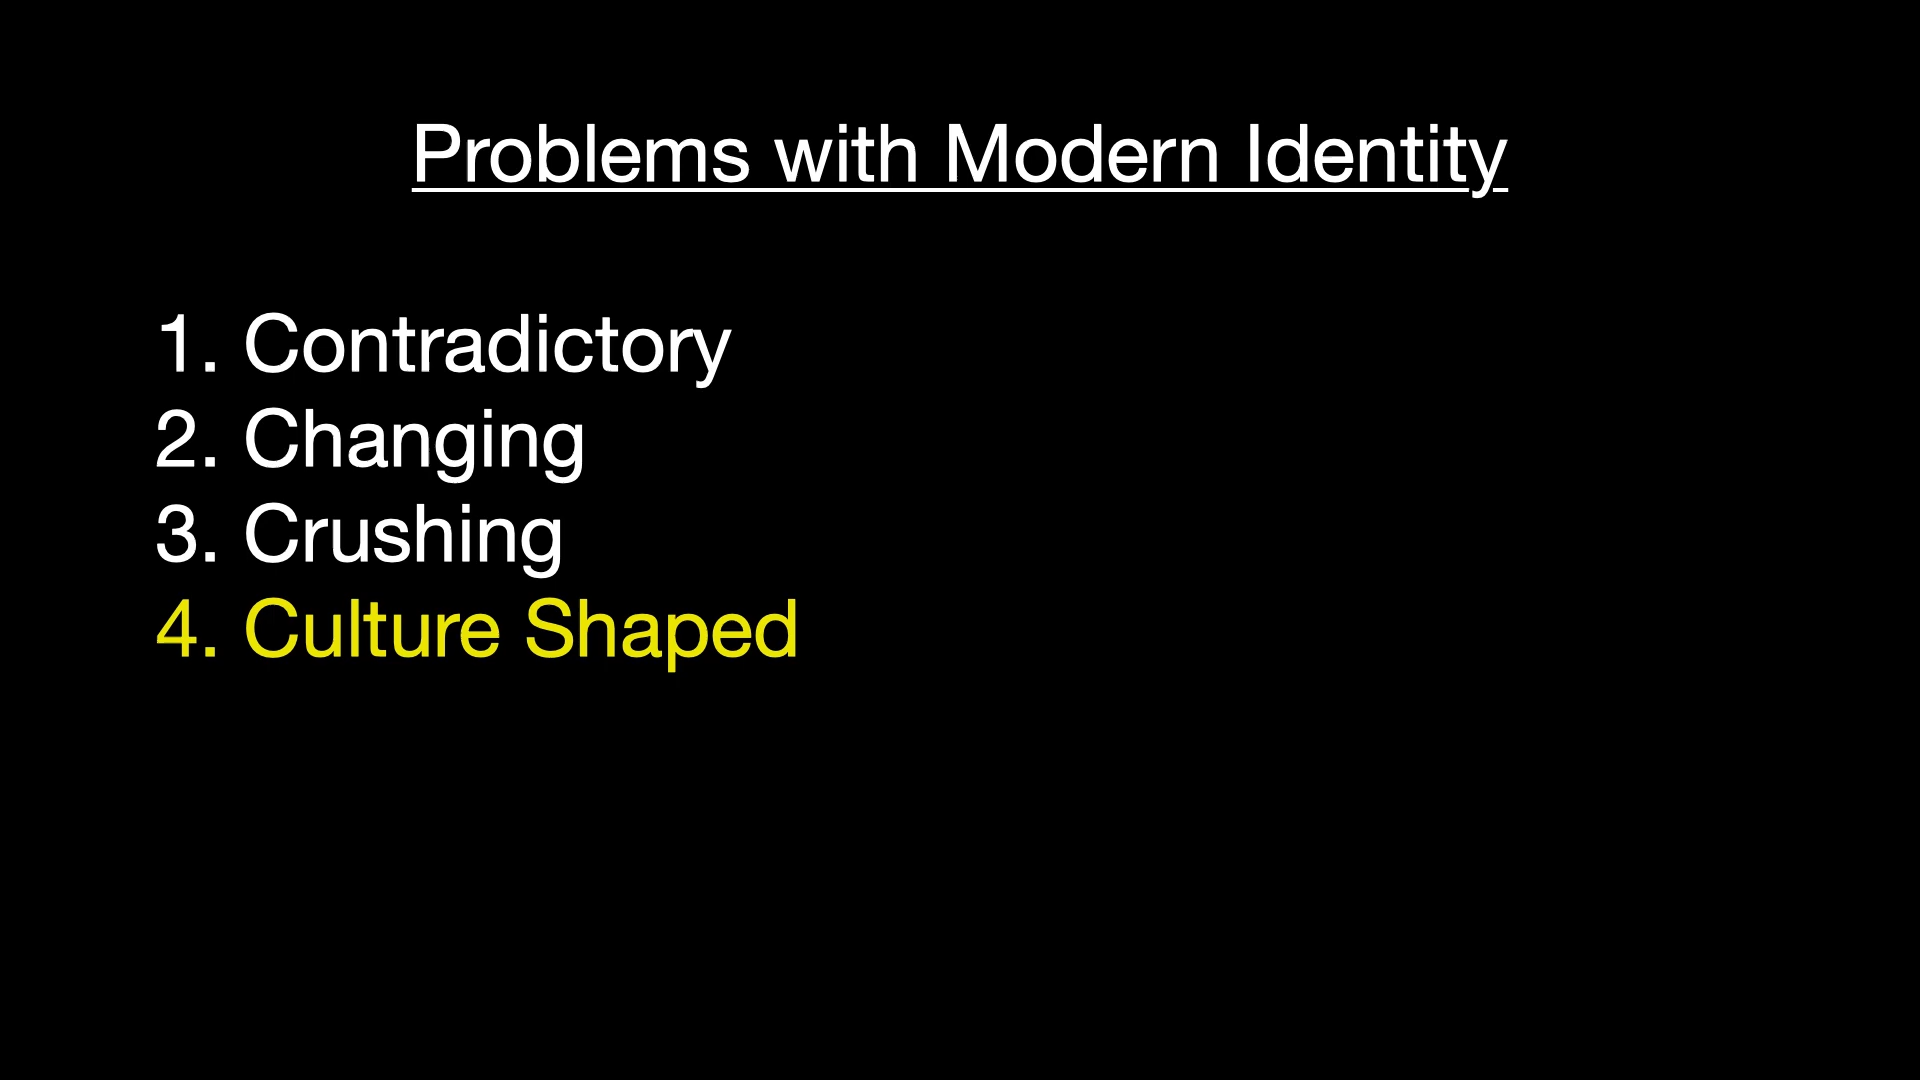 Problems with Modern Identity
1. Contradictory
2. Changing
3. Crushing
4. Culture Shaped